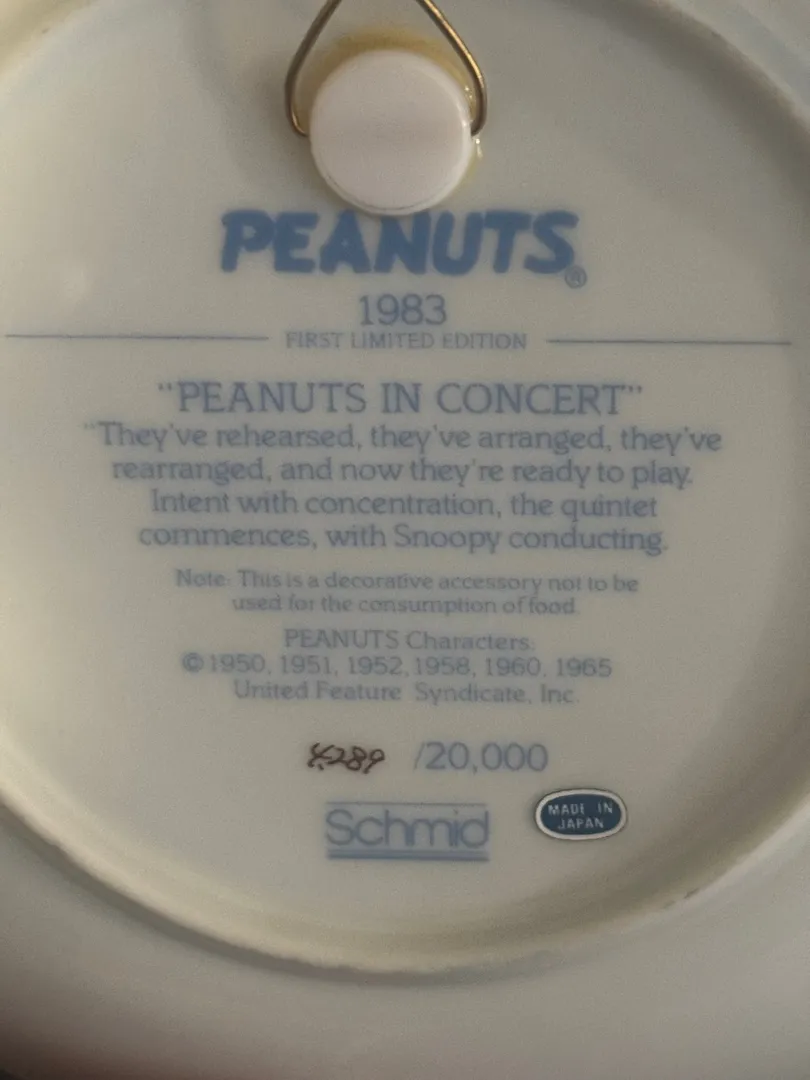 PEANUTS®
1983
FIRST LIMITED EDITION
"PEANUTS IN CONCERT"
"They've rehearsed, they've arranged, they've
rearranged, and now they're ready to play.
Intent with concentration, the quintet
commences, with Snoopy conducting.
Note: This is a decorative accessory not to be
used for the consumption of food.
PEANUTS Characters:
©1950, 1951, 1952, 1958, 1960, 1965
United Feature Syndicate, Inc.
4289 /20,000
Schmid
MADE IN
JAPAN